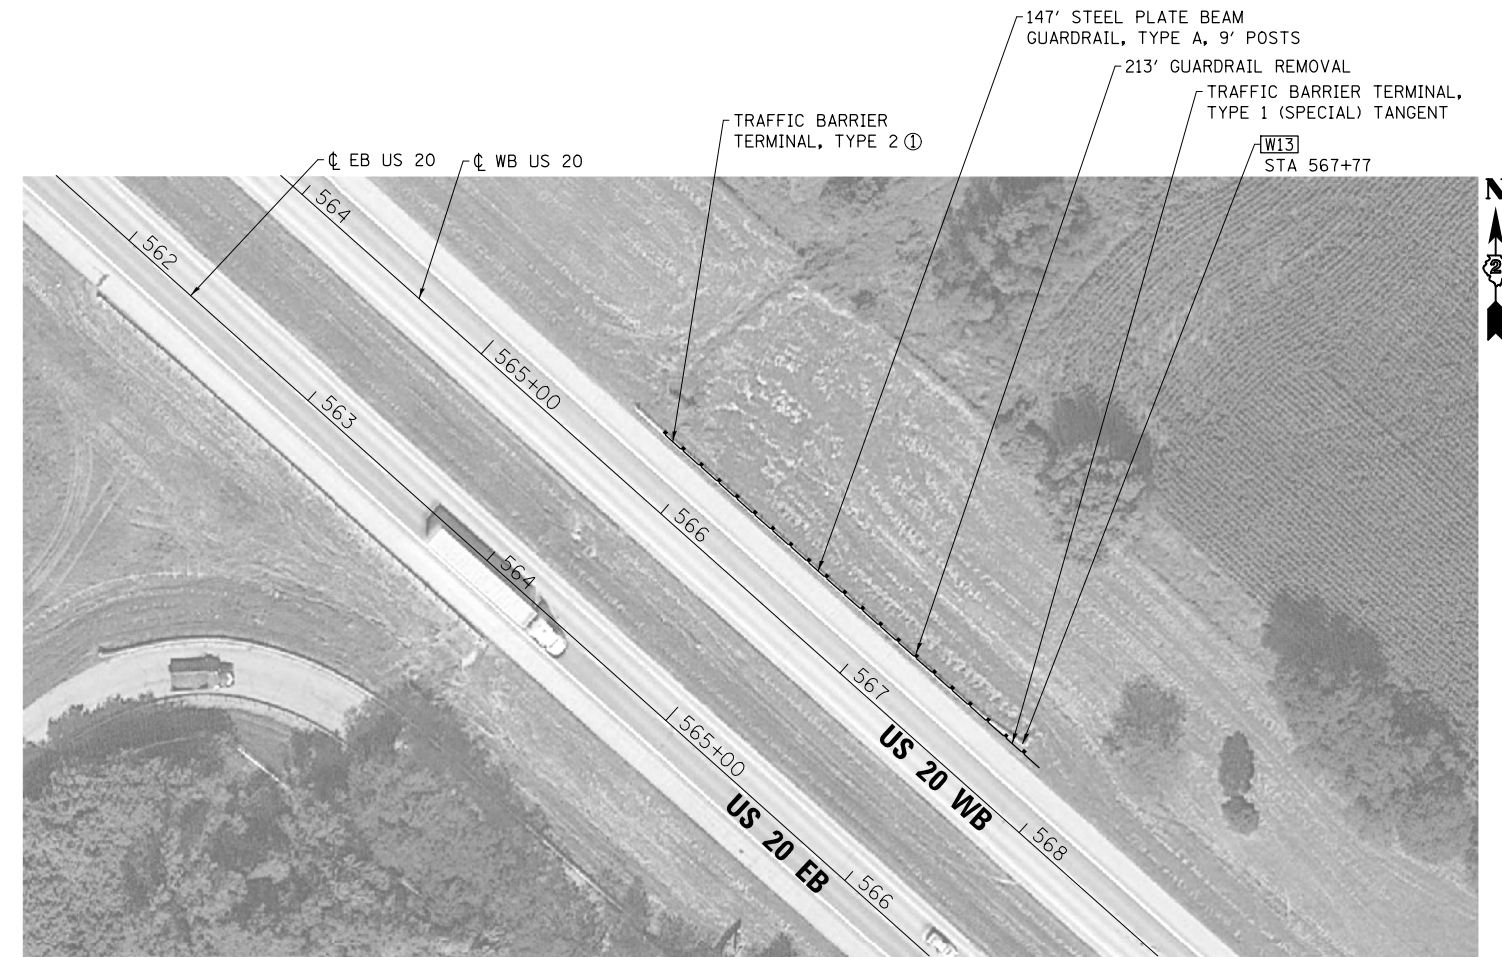 147′ STEEL PLATE BEAM
GUARDRAIL, TYPE A, 9′ POSTS
213′ GUARDRAIL REMOVAL
TRAFFIC BARRIER TERMINAL,
TYPE 1 (SPECIAL) TANGENT
TRAFFIC BARRIER
TERMINAL, TYPE 2 ①
W13
STA 567+77
℄ EB US 20
℄ WB US 20
N
2
564
562
565+00
563
566
564
567
565+00
US 20 WB
568
US 20 EB
566